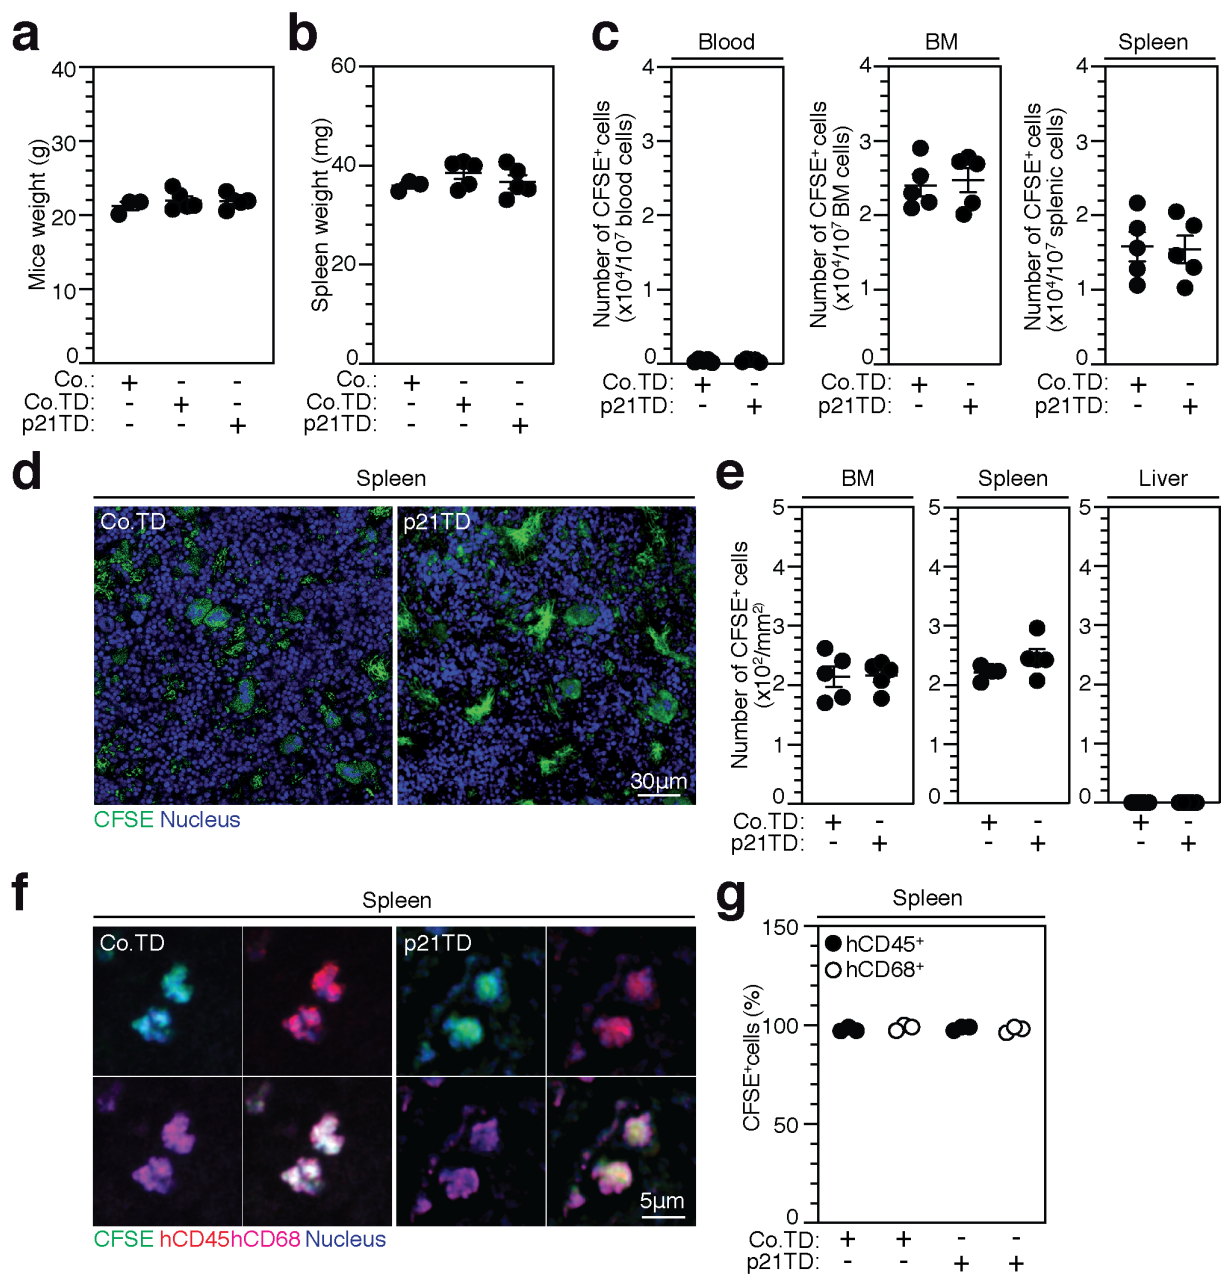 a
Mice weight (g)
40
30
20
10
0
Co.: + - -
Co.TD: - + -
p21TD: - - +
b
Spleen weight (mg)
60
40
20
0
Co.: + - -
Co.TD: - + -
p21TD: - - +
c
Blood
Number of CFSE⁺ cells
(x10⁴/10⁷ blood cells)
4
3
2
1
0
Co.TD: + -
p21TD: - +
BM
Number of CFSE⁺ cells
(x10⁴/10⁷ BM cells)
4
3
2
1
0
Co.TD: + -
p21TD: - +
Spleen
Number of CFSE⁺ cells
(x10⁴/10⁷ splenic cells)
4
3
2
1
0
Co.TD: + -
p21TD: - +
d
Spleen
Co.TD
p21TD
30µm
CFSE Nucleus
e
Number of CFSE⁺ cells
(x10²/mm²)
BM
5
4
3
2
1
0
Co.TD: + -
p21TD: - +
Spleen
5
4
3
2
1
0
+ -
- +
Liver
5
4
3
2
1
0
+ -
- +
f
Spleen
Co.TD
p21TD
5µm
CFSE hCD45hCD68 Nucleus
g
Spleen
CFSE⁺cells (%)
150
100
50
0
hCD45⁺
hCD68⁺
Co.TD: + + - -
p21TD: - - + +